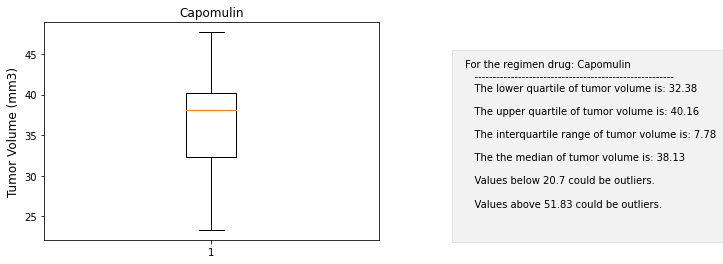 Capomulin
45
40
35
30
25
Tumor Volume (mm3)
1
For the regimen drug: Capomulin
--------------------------------------------------------
The lower quartile of tumor volume is: 32.38
The upper quartile of tumor volume is: 40.16
The interquartile range of tumor volume is: 7.78
The the median of tumor volume is: 38.13
Values below 20.7 could be outliers.
Values above 51.83 could be outliers.